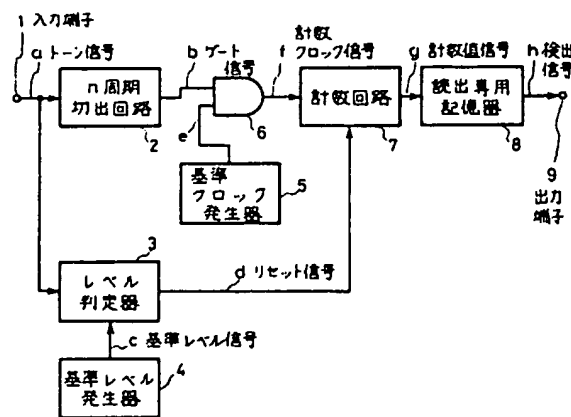 1 入力端子
a トーン信号
n 周期
切出回路
2
b ゲート
信号
e
6
f 計数
クロック信号
計数回路
7
g 計数値信号
読出専用
記憶器
8
h 検出
信号
9
出力
端子
基準
クロック
発生器
5
3
レベル
判定器
d リセット信号
c 基準レベル信号
基準レベル
発生器
4